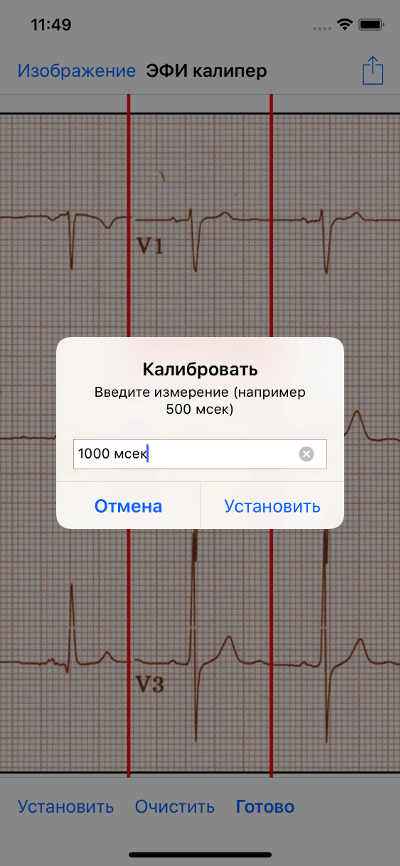 11:49
Изображение ЭФИ калипер
V1
Калибровать
Введите измерение (например
500 мсек)
1000 мсек
Отмена Установить
V3
Установить Очистить Готово